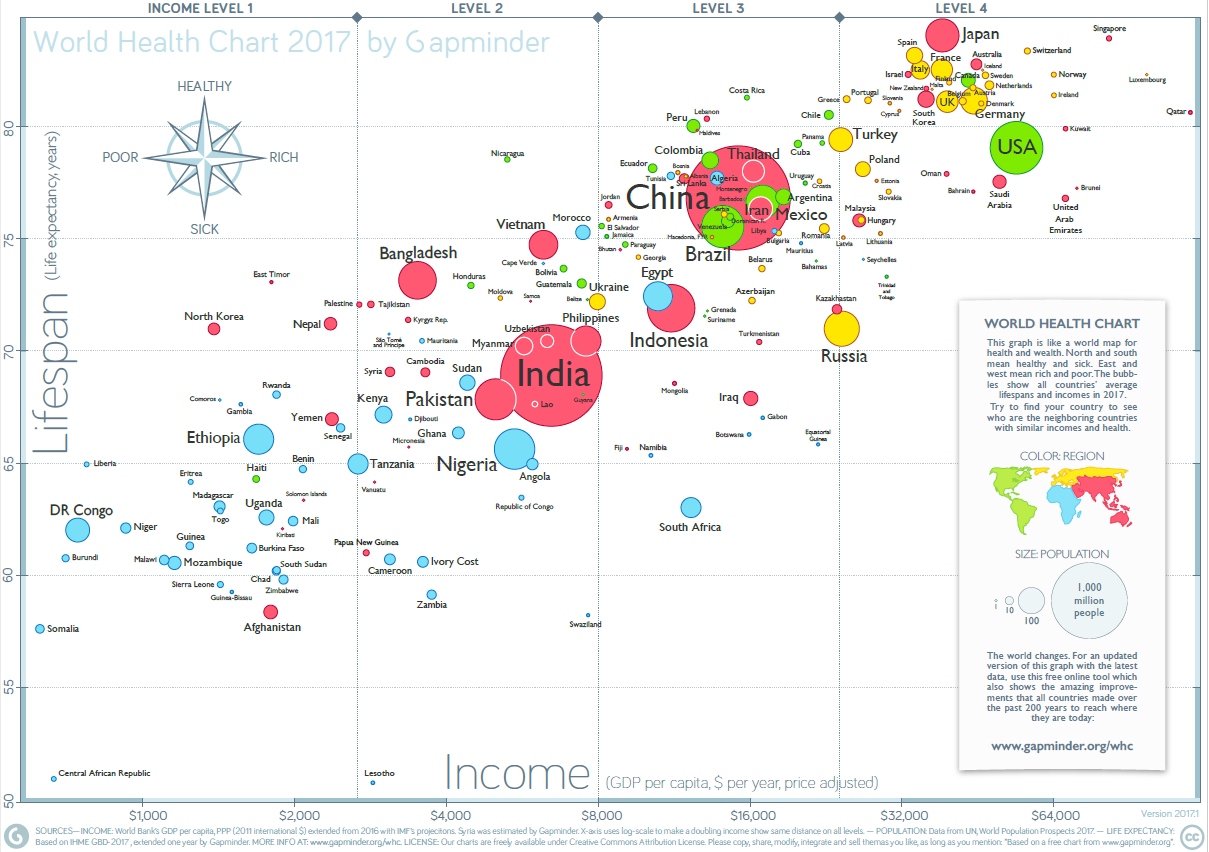 INCOME LEVEL 1
LEVEL 2
LEVEL 3
LEVEL 4
World Health Chart 2017 by Gapminder
HEALTHY
POOR
RICH
SICK
Lifespan (Life expectancy, years)
80
75
70
65
60
55
50
Singapore
Japan
Spain
Switzerland
France
Australia
Italy
Iceland
Israel
Finland
Canada
Sweden
Norway
Luxembourg
New Zealand
Malta
Netherlands
Costa Rica
Greece
Portugal
Slovenia
Belgium
Austria
Ireland
UK
Denmark
Cyprus
South
Korea
Germany
Qatar
Lebanon
Peru
Maldives
Chile
Turkey
Kuwait
USA
Nicaragua
Colombia
Thailand
Panama
Cuba
Poland
Ecuador
Bosnia
Tunisia
Albania
Sri Lanka
Algeria
Uruguay
Croatia
Estonia
Oman
China
Montenegro
Barbados
Argentina
Slovakia
Bahrain
Saudi
Arabia
Brunei
Jordan
Iran
Serbia
Mexico
Malaysia
Hungary
United
Arab
Emirates
Vietnam
Morocco
Armenia
El Salvador
Jamaica
Venezuela
Dominican R.
Macedonia, FYR
Libya
Bulgaria
Romania
Latvia
Lithuania
Bhutan
Paraguay
Brazil
Mauritius
Bangladesh
Cape Verde
Georgia
Belarus
Bahamas
Seychelles
East Timor
Honduras
Bolivia
Egypt
Guatemala
Ukraine
Trinidad
and
Tobago
Moldova
Samoa
Belize
Azerbaijan
Kazakhstan
Palestine
Tajikistan
North Korea
Nepal
Kyrgyz Rep.
Philippines
Grenada
Suriname
Uzbekistan
Indonesia
Turkmenistan
Russia
São Tomé
and Principe
Mauritania
Myanmar
Syria
Cambodia
Sudan
India
Rwanda
Mongolia
Comoros
Gambia
Kenya
Pakistan
Lao
Guyana
Iraq
Yemen
Senegal
Djibouti
Gabon
Ethiopia
Ghana
Micronesia
Botswana
Equatorial
Guinea
Fiji
Namibia
Liberia
Benin
Tanzania
Nigeria
Angola
Eritrea
Haiti
Vanuatu
Madagascar
Solomon Islands
Republic of Congo
Togo
Uganda
South Africa
DR Congo
Niger
Mali
Kiribati
Guinea
Burkina Faso
Papua New Guinea
Burundi
Malawi
Mozambique
South Sudan
Cameroon
Ivory Cost
Chad
Sierra Leone
Zimbabwe
Guinea-Bissau
Zambia
Afghanistan
Swaziland
Somalia
Central African Republic
Lesotho
WORLD HEALTH CHART
This graph is like a world map for
health and wealth. North and south
mean healthy and sick. East and
west mean rich and poor. The bubb-
les show all countries' average
lifespans and incomes in 2017.
Try to find your country to see
who are the neighboring countries
with similar incomes and health.
COLOR: REGION
SIZE: POPULATION
1
10
100
1,000
million
people
The world changes. For an updated
version of this graph with the latest
data, use this free online tool which
also shows the amazing improve-
ments that all countries made over
the past 200 years to reach where
they are today:
www.gapminder.org/whc
Income (GDP per capita, $ per year, price adjusted)
$1,000
$2,000
$4,000
$8,000
$16,000
$32,000
$64,000
Version 2017.1
SOURCES— INCOME: World Bank's GDP per capita, PPP (2011 international $) extended from 2016 with IMF's projecitons. Syria was estimated by Gapminder. X-axis uses log-scale to make a doubling income show same distance on all levels. — POPULATION: Data from UN, World Population Prospects 2017. — LIFE EXPECTANCY:
Based on IHME GBD-2017, extended one year by Gapminder. MORE INFO AT: www.gapminder.org/whc. LICENSE: Our charts are freely available under Creative Commons Attribution License. Please copy, share, modify, integrate and sell themas you like, as long as you mention: "Based on a free chart from www.gapminder.org".
G
cc